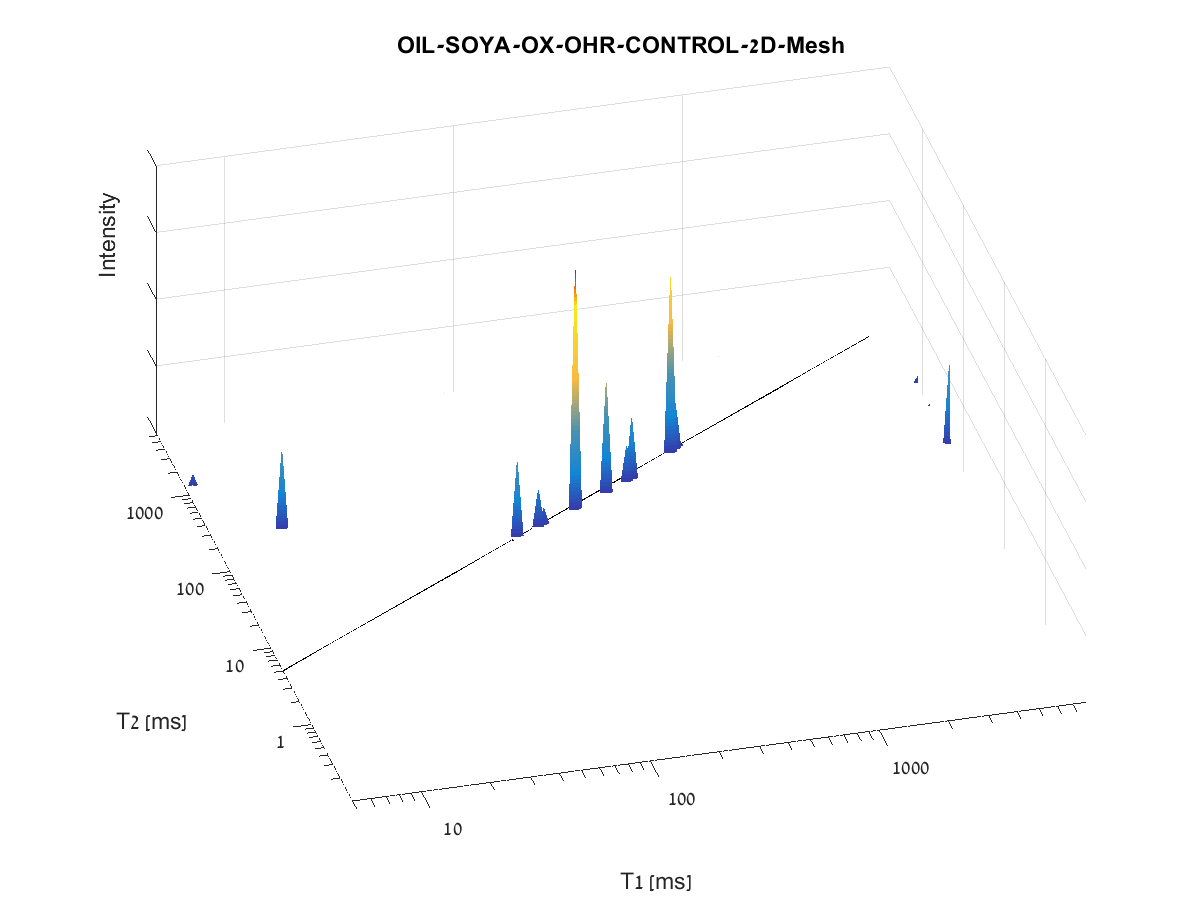 OIL-SOYA-OX-OHR-CONTROL-2D-Mesh
Intensity
1000
100
10
1
T2 [ms]
10
100
1000
T1 [ms]